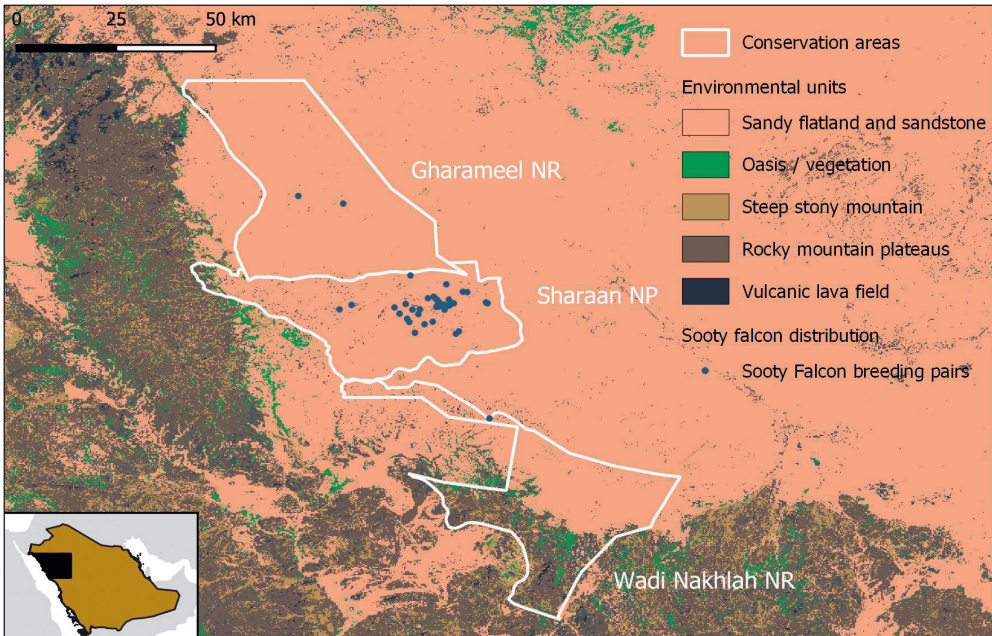 0 25 50 km
Conservation areas
Environmental units
Sandy flatland and sandstone
Oasis / vegetation
Steep stony mountain
Rocky mountain plateaus
Vulcanic lava field
Sooty falcon distribution
Sooty Falcon breeding pairs
Gharameel NR
Sharaan NP
Wadi Nakhlah NR